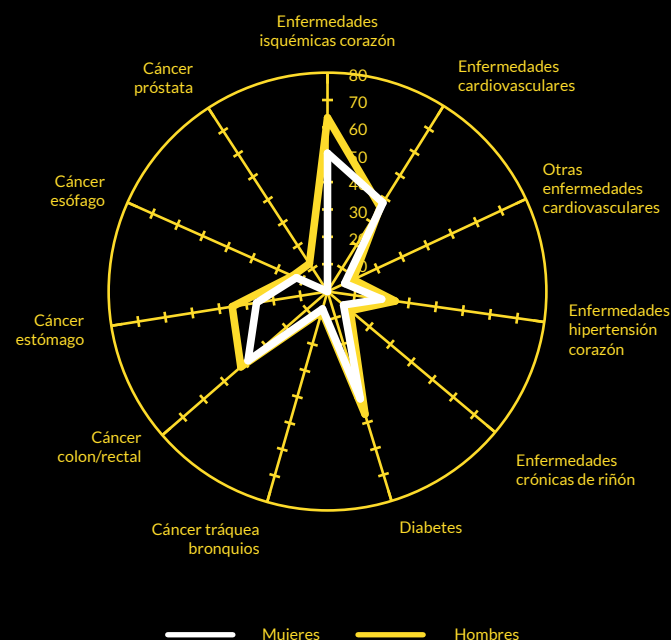 Enfermedades
isquémicas corazón
Cáncer
próstata
Enfermedades
cardiovasculares
80
70
60
50
40
30
20
Otras
enfermedades
cardiovasculares
Cáncer
esófago
Enfermedades
hipertensión
corazón
Cáncer
estómago
Cáncer
colon/rectal
Enfermedades
crónicas de riñón
Cáncer tráquea
bronquios
Diabetes
Mujeres
Hombres